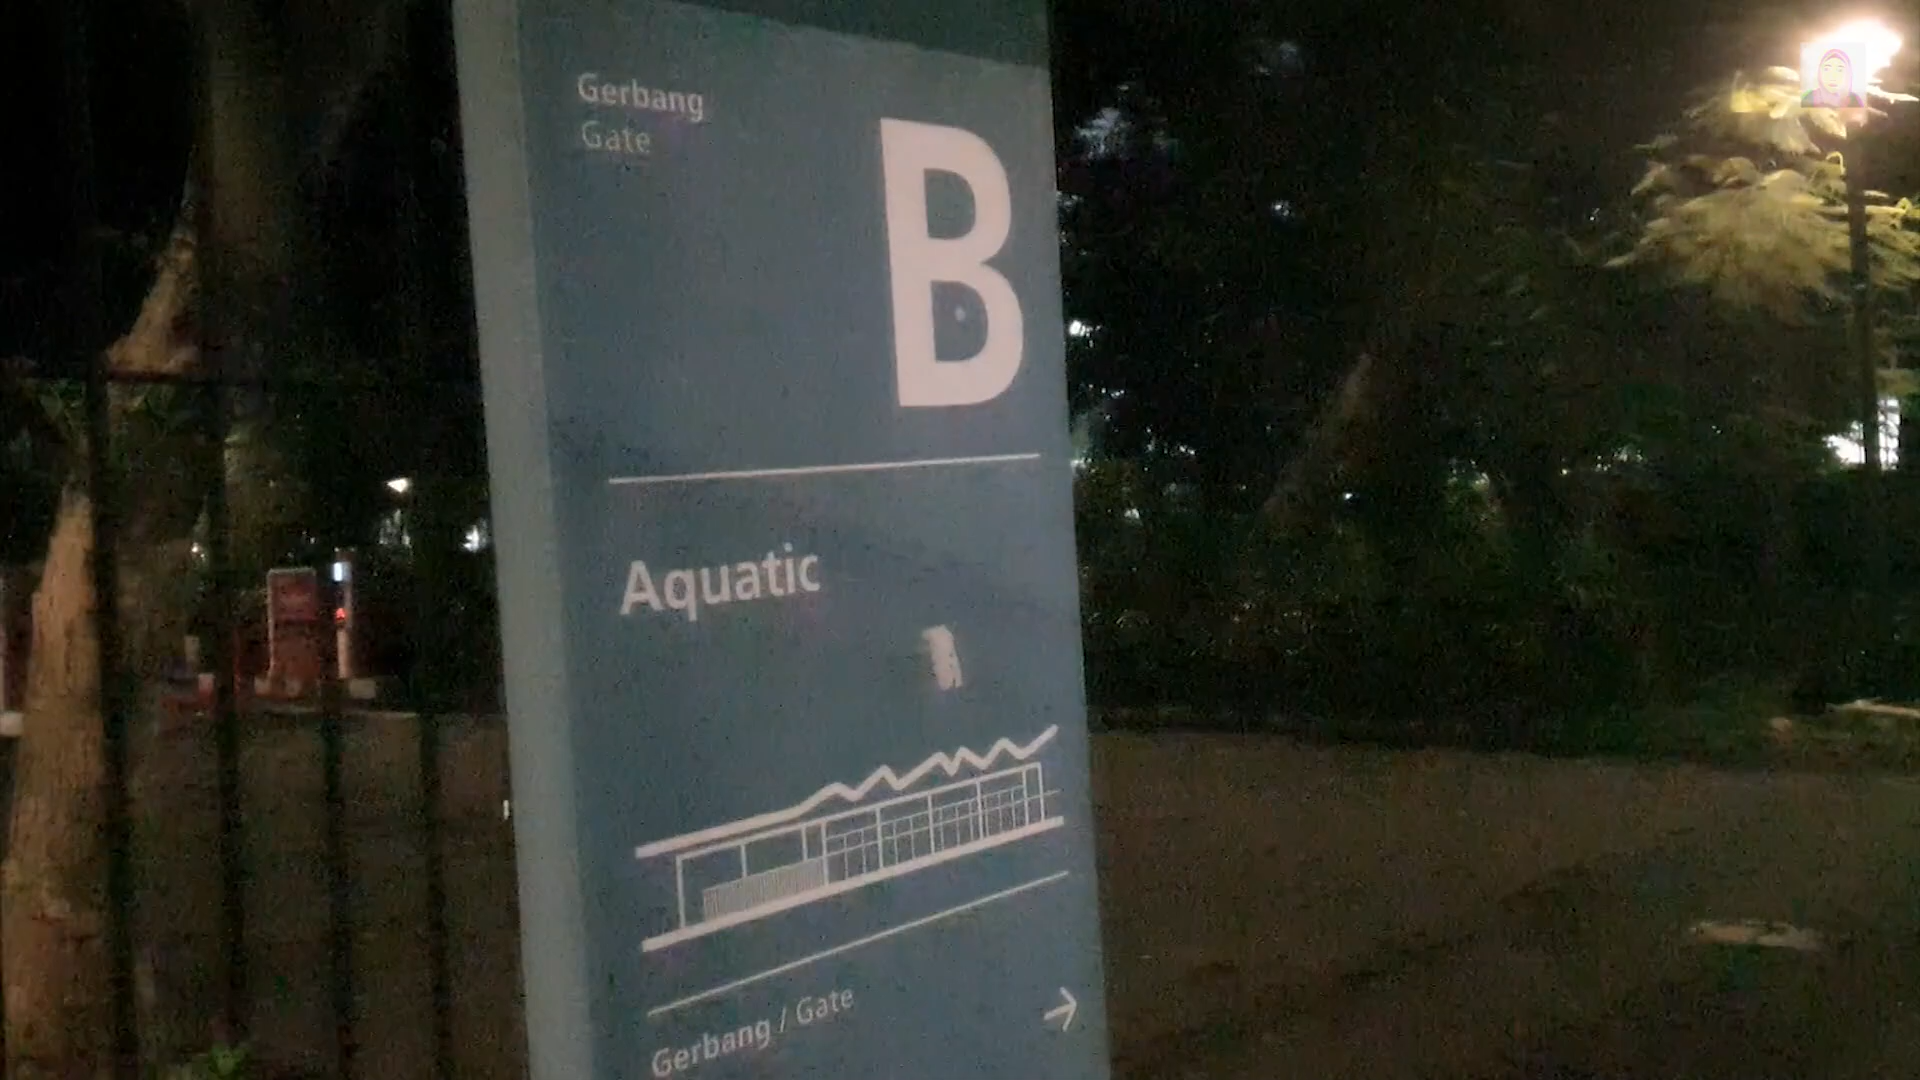 Gerbang
Gate
B
Aquatic
Gerbang / Gate →